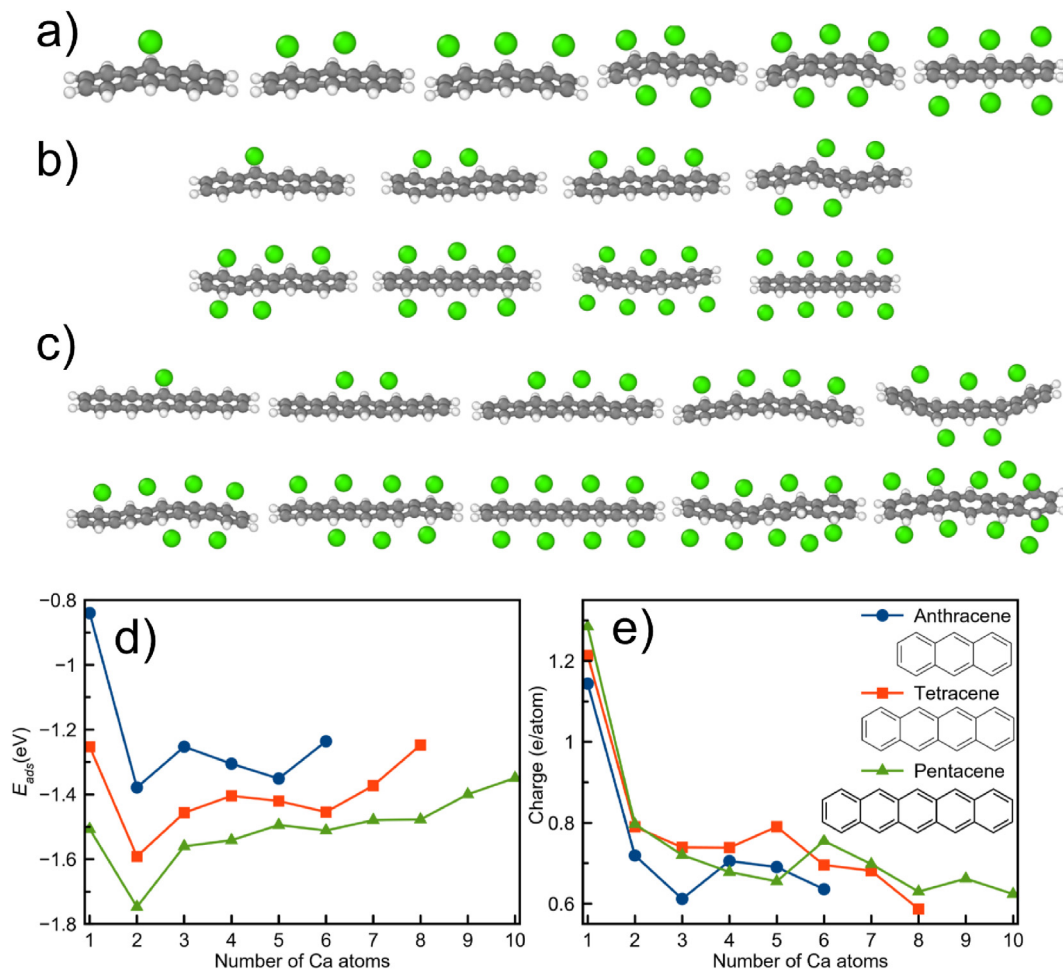 a)
b)
c)
d)
E_ads(eV)
−0.8
−1
−1.2
−1.4
−1.6
−1.8
1 2 3 4 5 6 7 8 9 10
Number of Ca atoms
e)
Charge (e/atom)
1.2
1
0.8
0.6
1 2 3 4 5 6 7 8 9 10
Number of Ca atoms
Anthracene
Tetracene
Pentacene